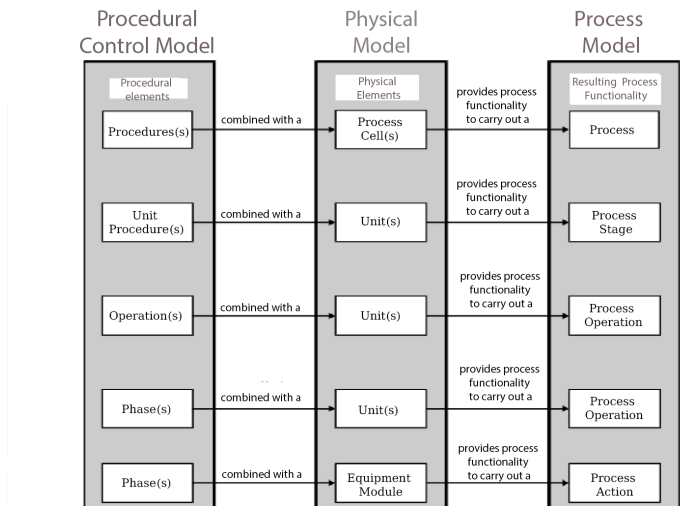 Procedural
Control Model
Physical
Model
Process
Model
Procedural
elements
Physical
Elements
Resulting Process
Functionality
Procedures(s)
combined with a
Process
Cell(s)
provides process
functionality
to carry out a
Process
Unit
Procedure(s)
combined with a
Unit(s)
provides process
functionality
to carry out a
Process
Stage
Operation(s)
combined with a
Unit(s)
provides process
functionality
to carry out a
Process
Operation
Phase(s)
combined with a
Unit(s)
provides process
functionality
to carry out a
Process
Operation
Phase(s)
combined with a
Equipment
Module
provides process
functionality
to carry out a
Process
Action